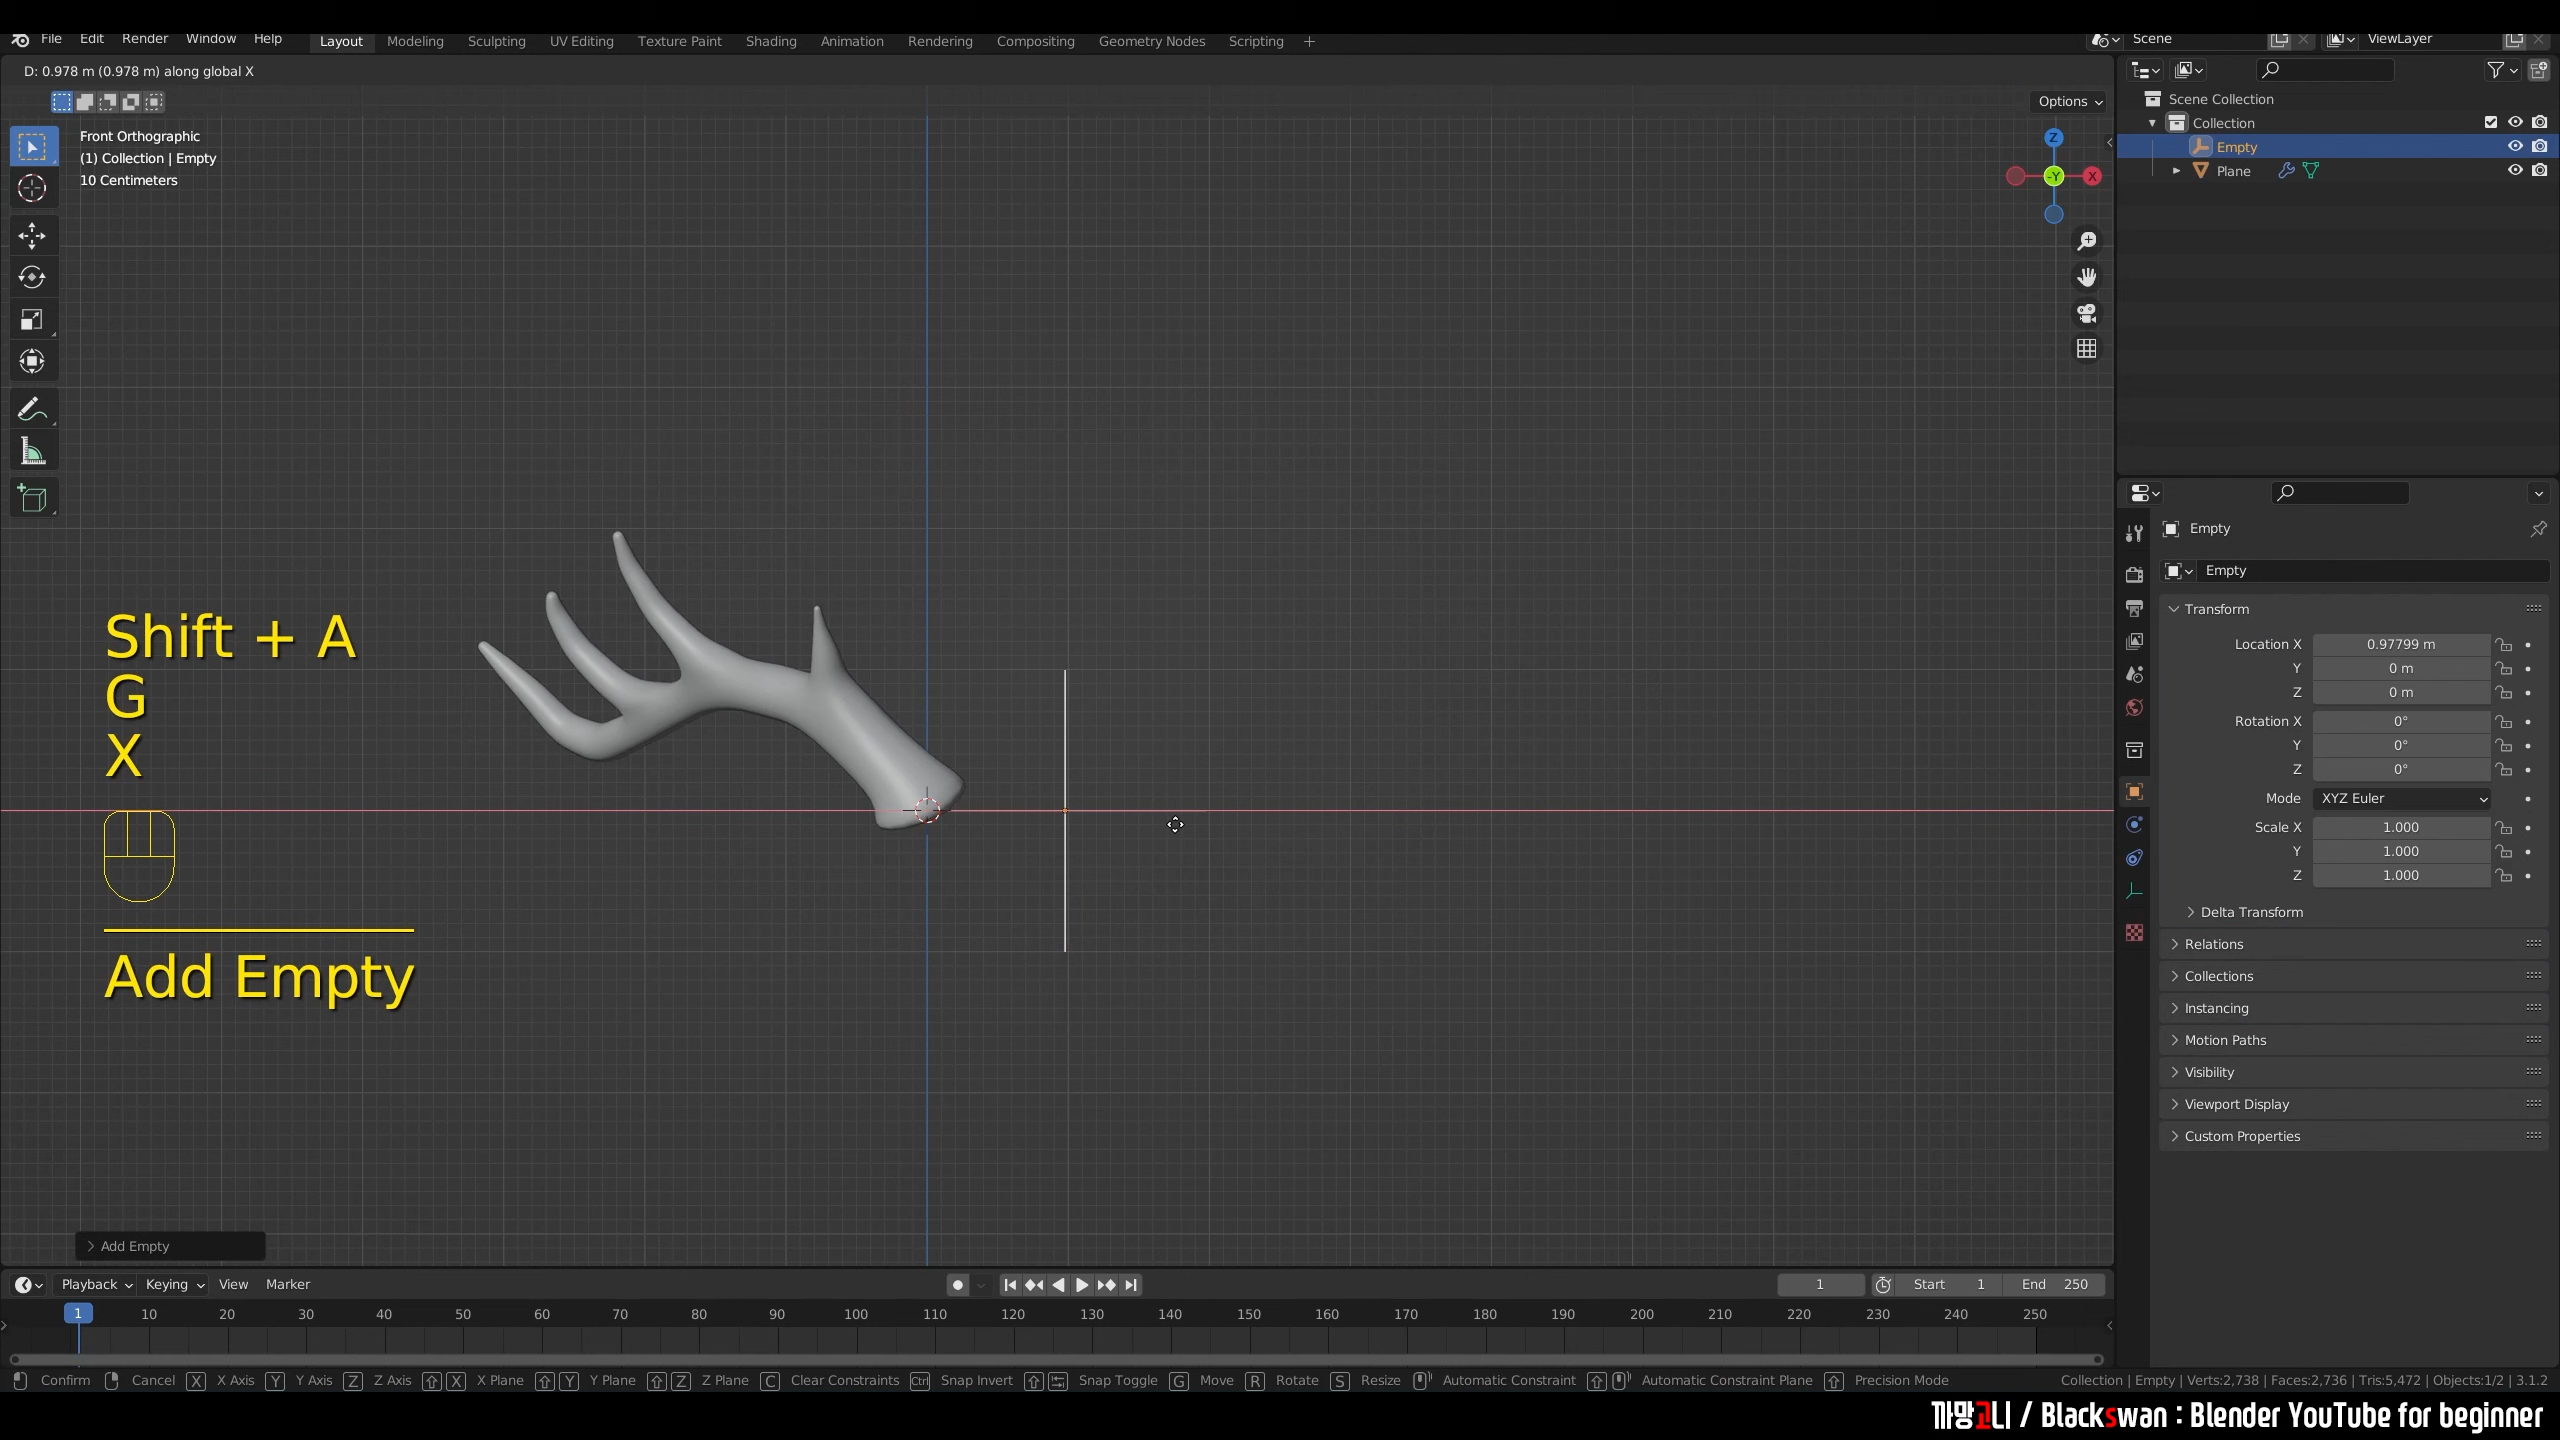 File Edit Render Window Help Layout Modeling Sculpting UV Editing Texture Paint Shading Animation Rendering Compositing Geometry Nodes Scripting + Scene ViewLayer
D: 0.978 m (0.978 m) along global X
Options
Front Orthographic
(1) Collection | Empty
10 Centimeters
Z
-Y X
Scene Collection
Collection
Empty
Plane
Shift + A
G
X
Add Empty
Add Empty
Empty
Empty
Transform
Location X 0.97799 m
Y 0 m
Z 0 m
Rotation X 0°
Y 0°
Z 0°
Mode XYZ Euler
Scale X 1.000
Y 1.000
Z 1.000
Delta Transform
Relations
Collections
Instancing
Motion Paths
Visibility
Viewport Display
Custom Properties
Playback Keying View Marker 1 Start 1 End 250
1 10 20 30 40 50 60 70 80 90 100 110 120 130 140 150 160 170 180 190 200 210 220 230 240 250
Confirm Cancel X X Axis Y Y Axis Z Z Axis X X Plane Y Y Plane Z Z Plane C Clear Constraints Ctrl Snap Invert Snap Toggle G Move R Rotate S Resize Automatic Constraint Automatic Constraint Plane Precision Mode Collection | Empty | Verts:2,738 | Faces:2,736 | Tris:5,472 | Objects:1/2 | 3.1.2
까망고니 / Blackswan : Blender YouTube for beginner